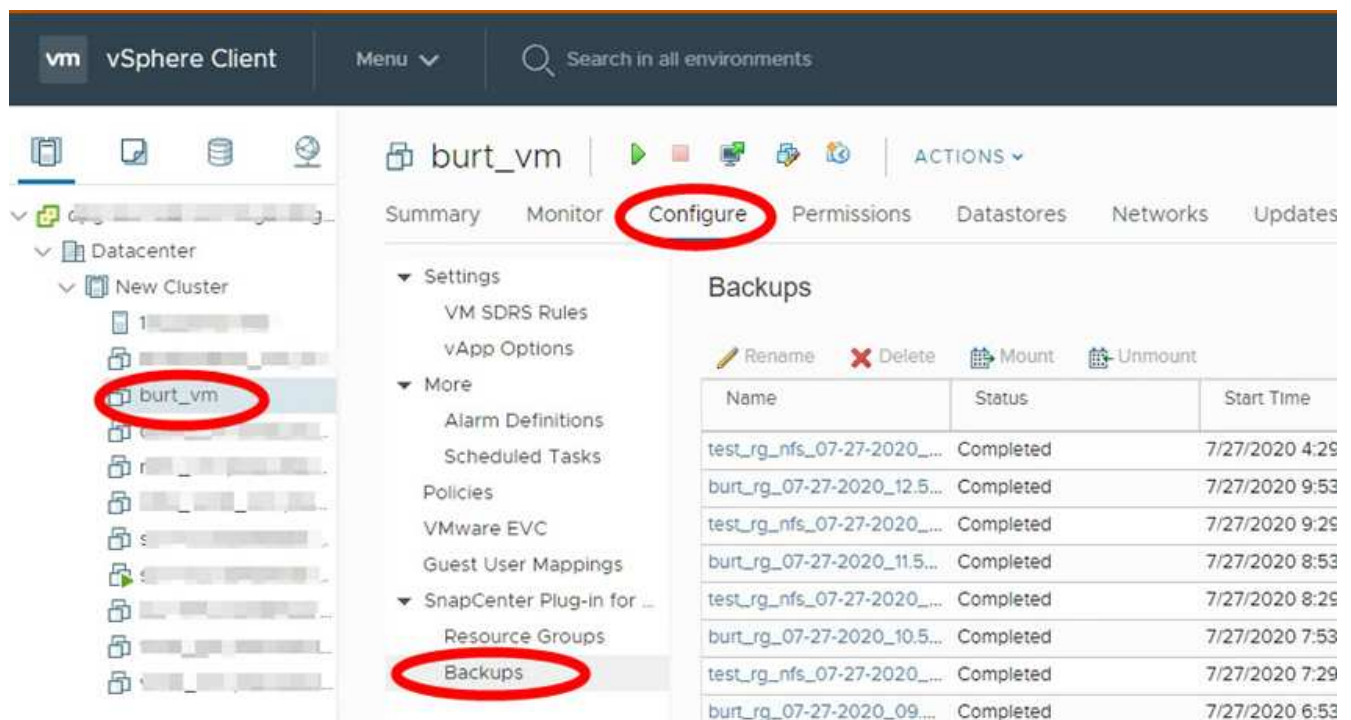 vm vSphere Client Menu Search in all environments
burt_vm ACTIONS
Summary Monitor Configure Permissions Datastores Networks Updates
Datacenter
New Cluster
burt_vm
Settings
VM SDRS Rules
vApp Options
More
Alarm Definitions
Scheduled Tasks
Policies
VMware EVC
Guest User Mappings
SnapCenter Plug-in for ...
Resource Groups
Backups
Backups
Rename Delete Mount Unmount
Name Status Start Time
test_rg_nfs_07-27-2020_... Completed 7/27/2020 4:29
burt_rg_07-27-2020_12.5... Completed 7/27/2020 9:53
test_rg_nfs_07-27-2020_... Completed 7/27/2020 9:29
burt_rg_07-27-2020_11.5... Completed 7/27/2020 8:53
test_rg_nfs_07-27-2020_... Completed 7/27/2020 8:29
burt_rg_07-27-2020_10.5... Completed 7/27/2020 7:53
test_rg_nfs_07-27-2020_... Completed 7/27/2020 7:29
burt_rg_07-27-2020_09.... Completed 7/27/2020 6:53